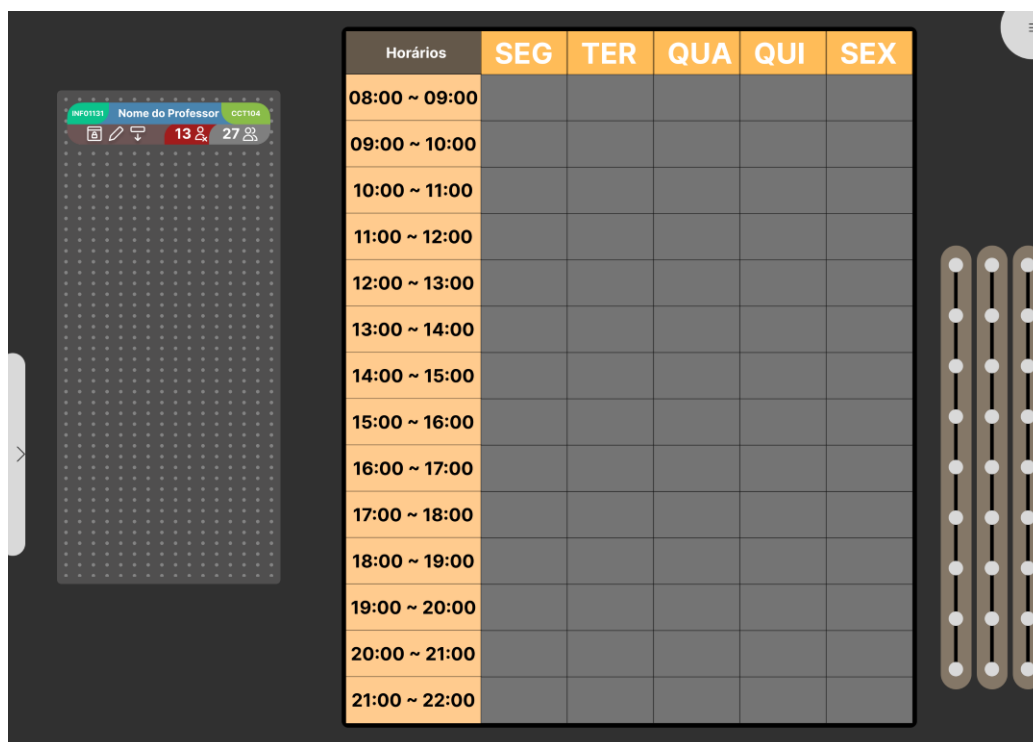 Horários SEG TER QUA QUI SEX
INFO1131 Nome do Professor CCT104
13 27
08:00 ~ 09:00
09:00 ~ 10:00
10:00 ~ 11:00
11:00 ~ 12:00
12:00 ~ 13:00
13:00 ~ 14:00
14:00 ~ 15:00
15:00 ~ 16:00
16:00 ~ 17:00
17:00 ~ 18:00
18:00 ~ 19:00
19:00 ~ 20:00
20:00 ~ 21:00
21:00 ~ 22:00